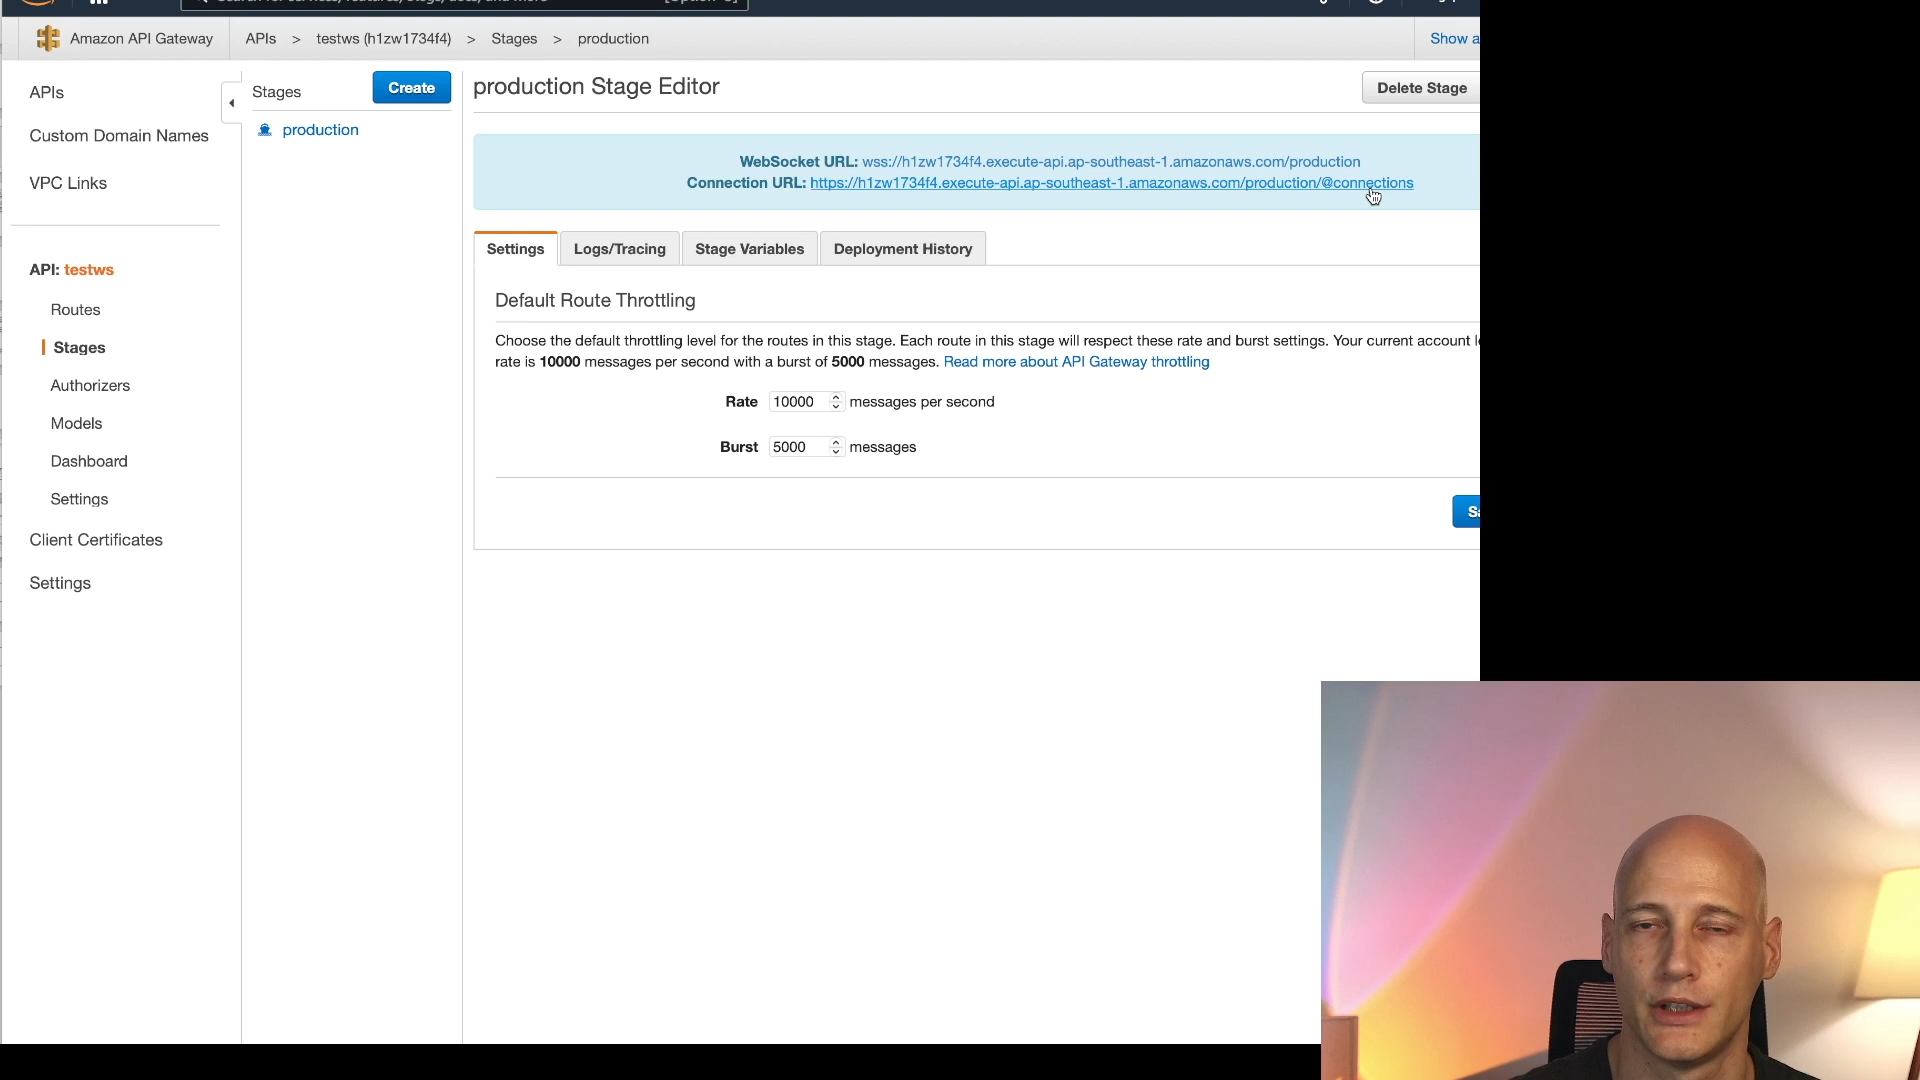 Amazon API Gateway
APIs > testws (h1zw1734f4) > Stages > production
Show a
APIs
Custom Domain Names
VPC Links
API: testws
Routes
Stages
Authorizers
Models
Dashboard
Settings
Client Certificates
Settings
Stages
Create
production
production Stage Editor
Delete Stage
WebSocket URL: wss://h1zw1734f4.execute-api.ap-southeast-1.amazonaws.com/production
Connection URL: https://h1zw1734f4.execute-api.ap-southeast-1.amazonaws.com/production/@connections
Settings
Logs/Tracing
Stage Variables
Deployment History
Default Route Throttling
Choose the default throttling level for the routes in this stage. Each route in this stage will respect these rate and burst settings. Your current account l
rate is 10000 messages per second with a burst of 5000 messages. Read more about API Gateway throttling
Rate 10000 messages per second
Burst 5000 messages
Sa